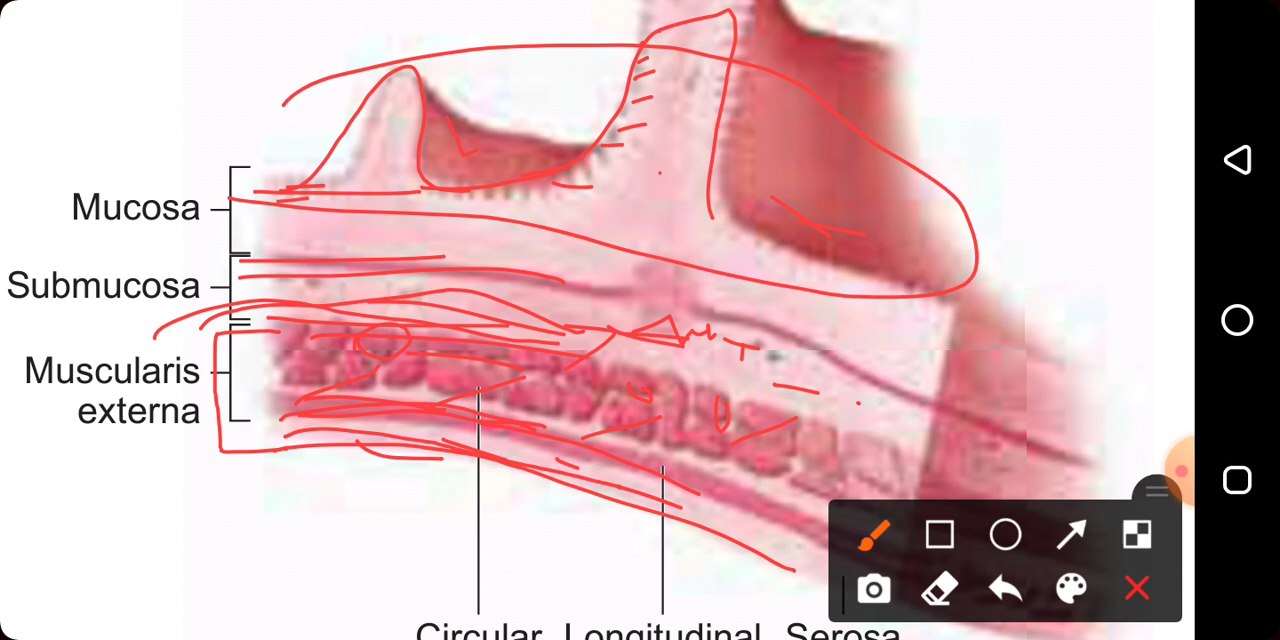 Mucosa
Submucosa
Muscularis
externa
Circular Longitudinal Serosa